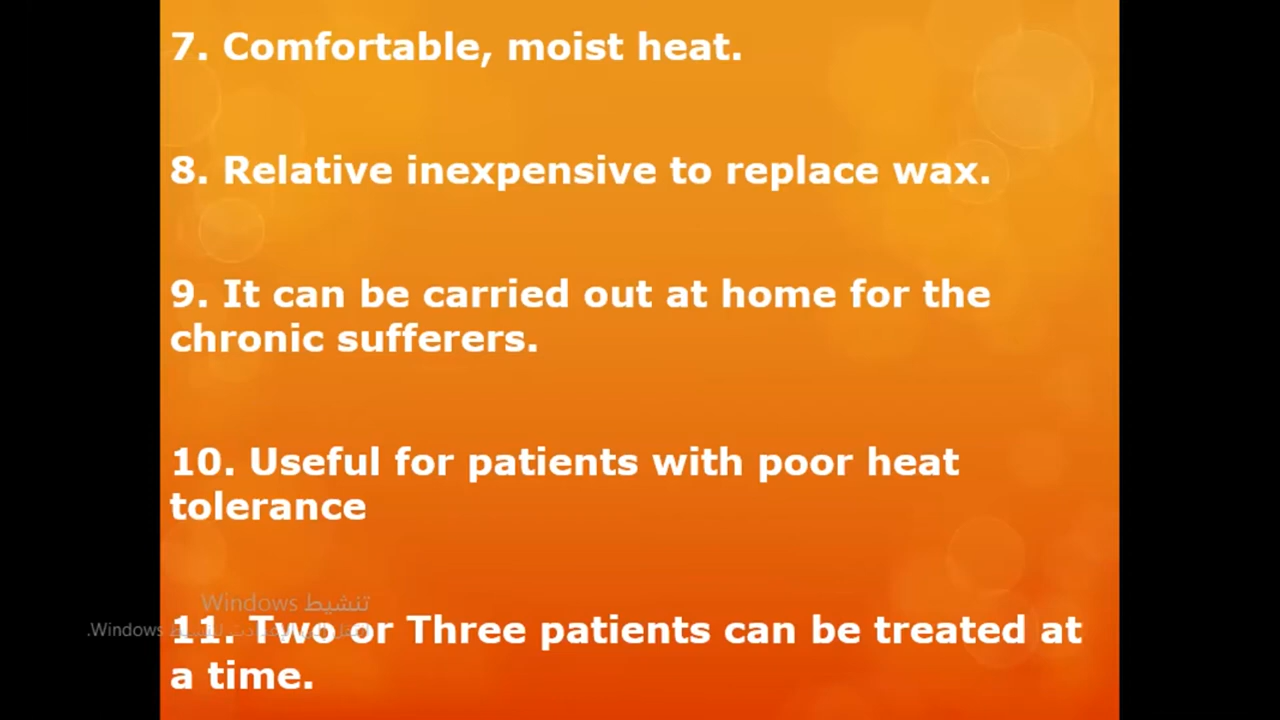 7. Comfortable, moist heat.
8. Relative inexpensive to replace wax.
9. It can be carried out at home for the
chronic sufferers.
10. Useful for patients with poor heat
tolerance
تنشيط Windows
Windows.
11. Two or Three patients can be treated at
a time.